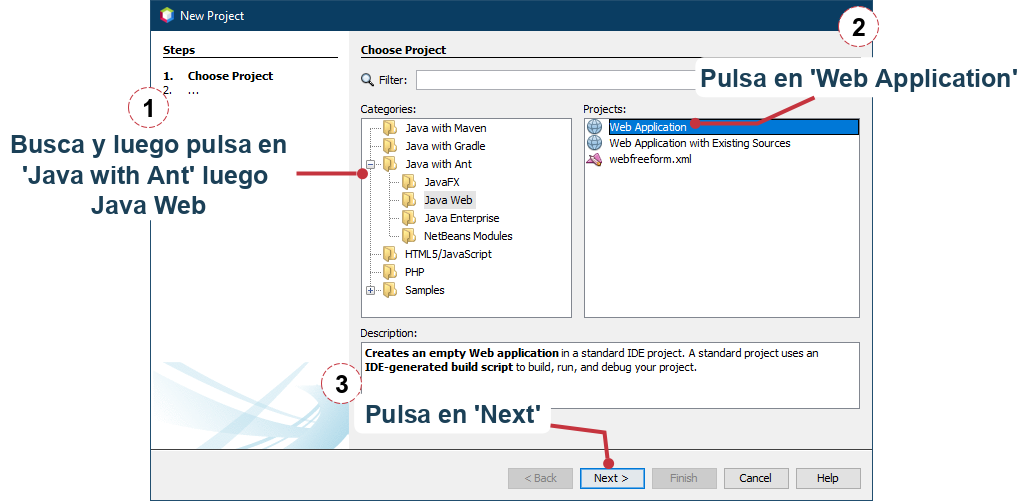 New Project
Steps
1. Choose Project
2. ...
1
Busca y luego pulsa en
'Java with Ant' luego
Java Web
Choose Project
Filter:
2
Pulsa en 'Web Application'
Categories:
Java with Maven
Java with Gradle
Java with Ant
JavaFX
Java Web
Java Enterprise
NetBeans Modules
HTML5/JavaScript
PHP
Samples
Projects:
Web Application
Web Application with Existing Sources
webfreeform.xml
Description:
Creates an empty Web application in a standard IDE project. A standard project uses an
IDE-generated build script to build, run, and debug your project.
3
Pulsa en 'Next'
< Back
Next >
Finish
Cancel
Help